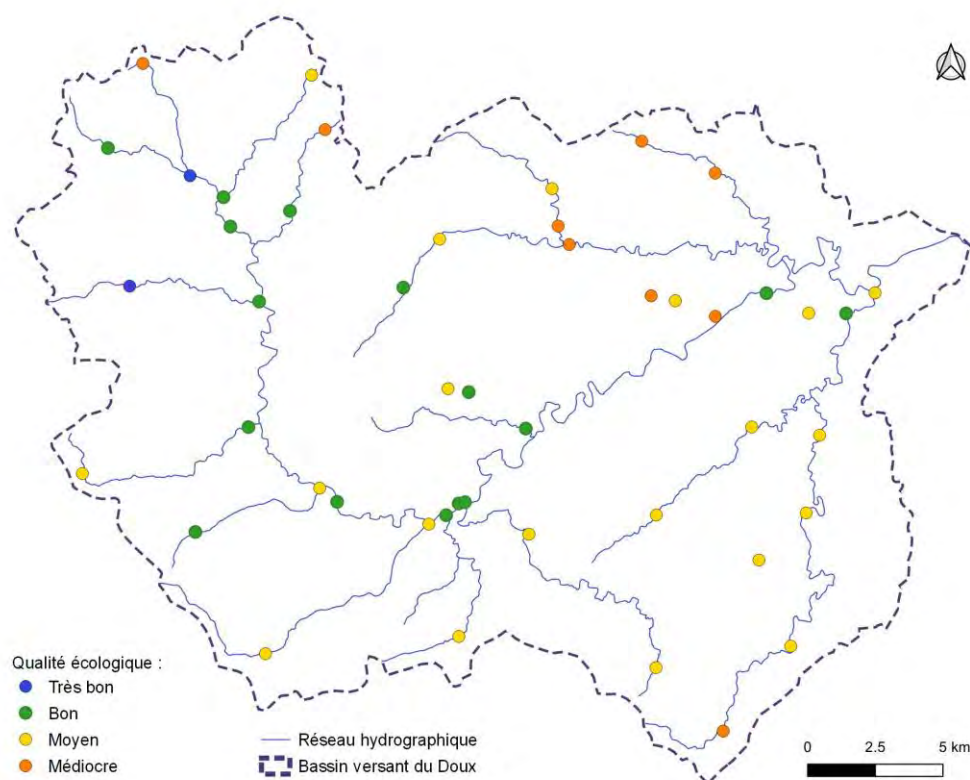 Qualité écologique :
Très bon
Bon
Moyen
Médiocre
Réseau hydrographique
Bassin versant du Doux
0 2.5 5 km